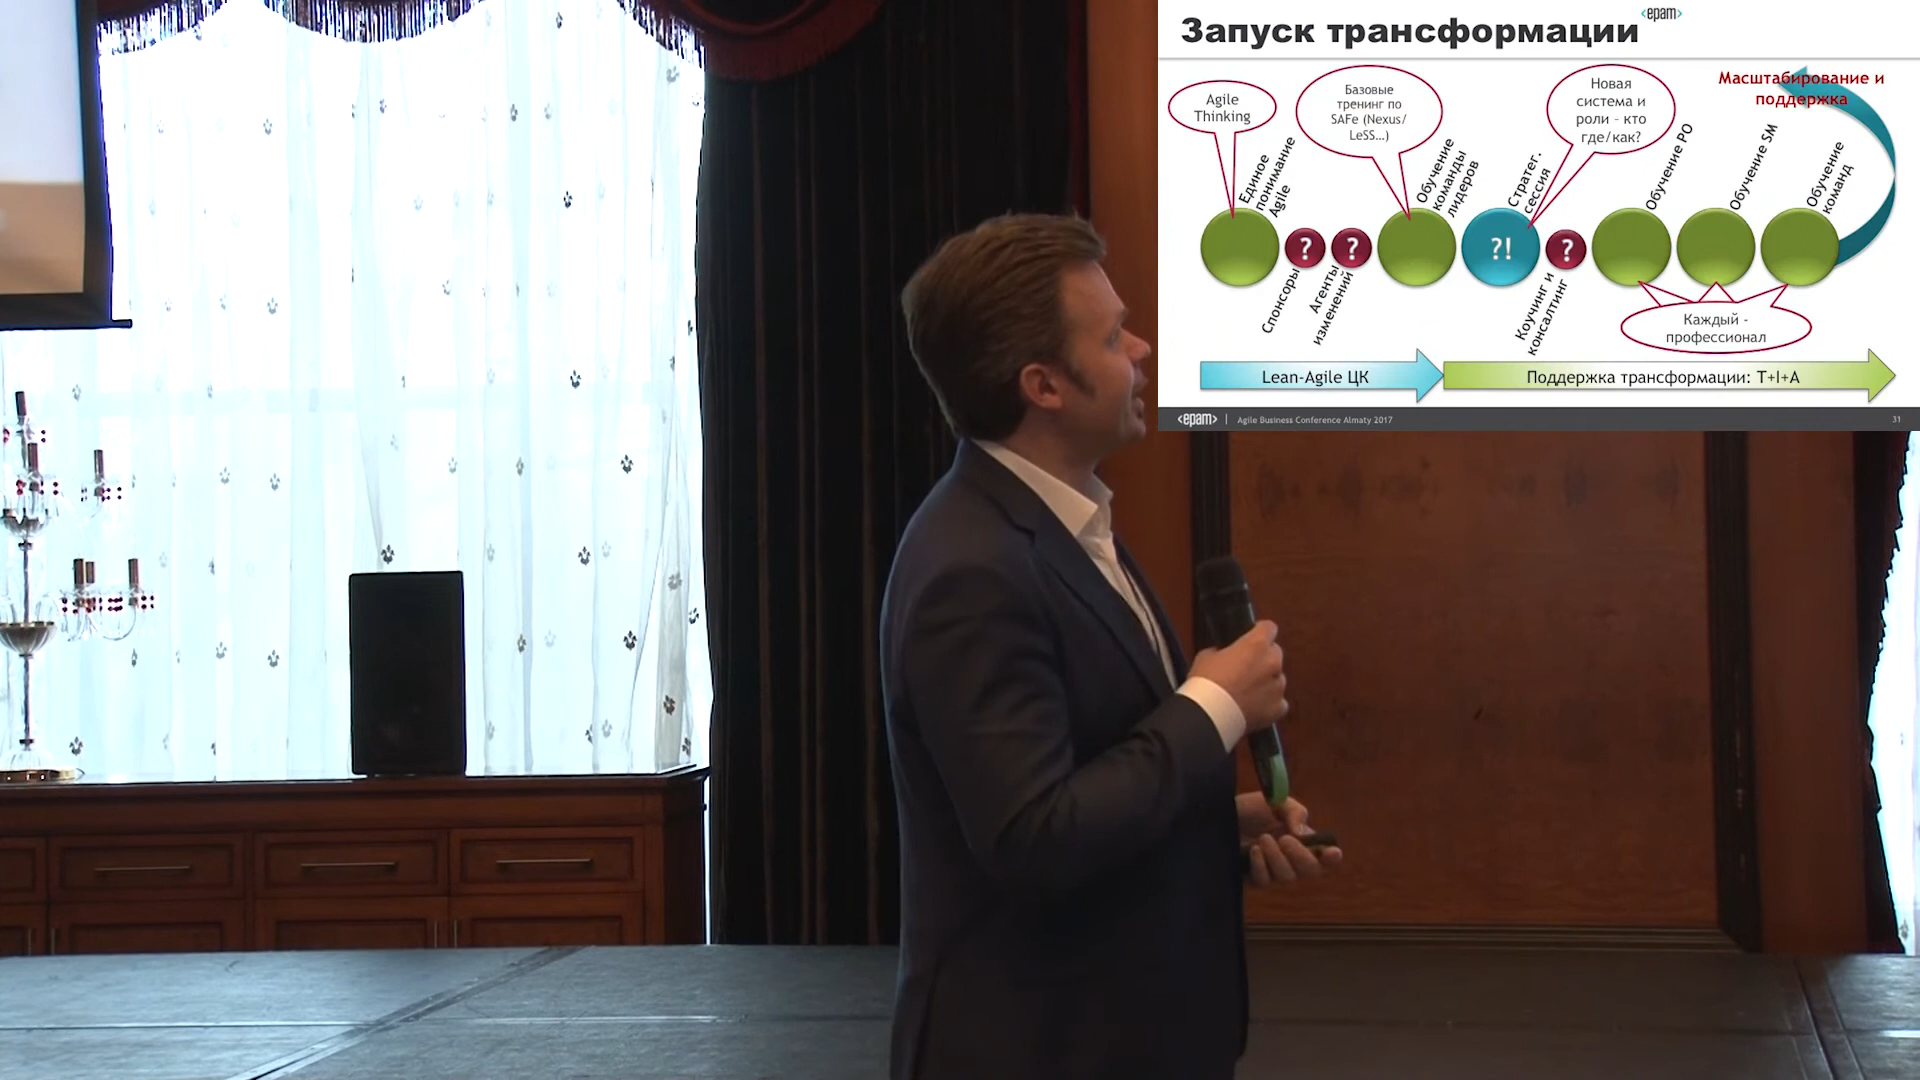 <epam>
Запуск трансформации
Масштабирование и
поддержка
Agile
Thinking
Базовые
тренинг по
SAFe (Nexus/
LeSS…)
Новая
система и
роли – кто
где/как?
Единое
понимание
Agile
Обучение
команды
лидеров
Стратег.
сессия
Обучение PO
Обучение SM
Обучение
команд
?
?
?!
?
Спонсоры
Агенты
изменений
Коучинг и
консалтинг
Каждый -
профессионал
Lean-Agile ЦК
Поддержка трансформации: T+I+A
<epam> | Agile Business Conference Almaty 2017
31